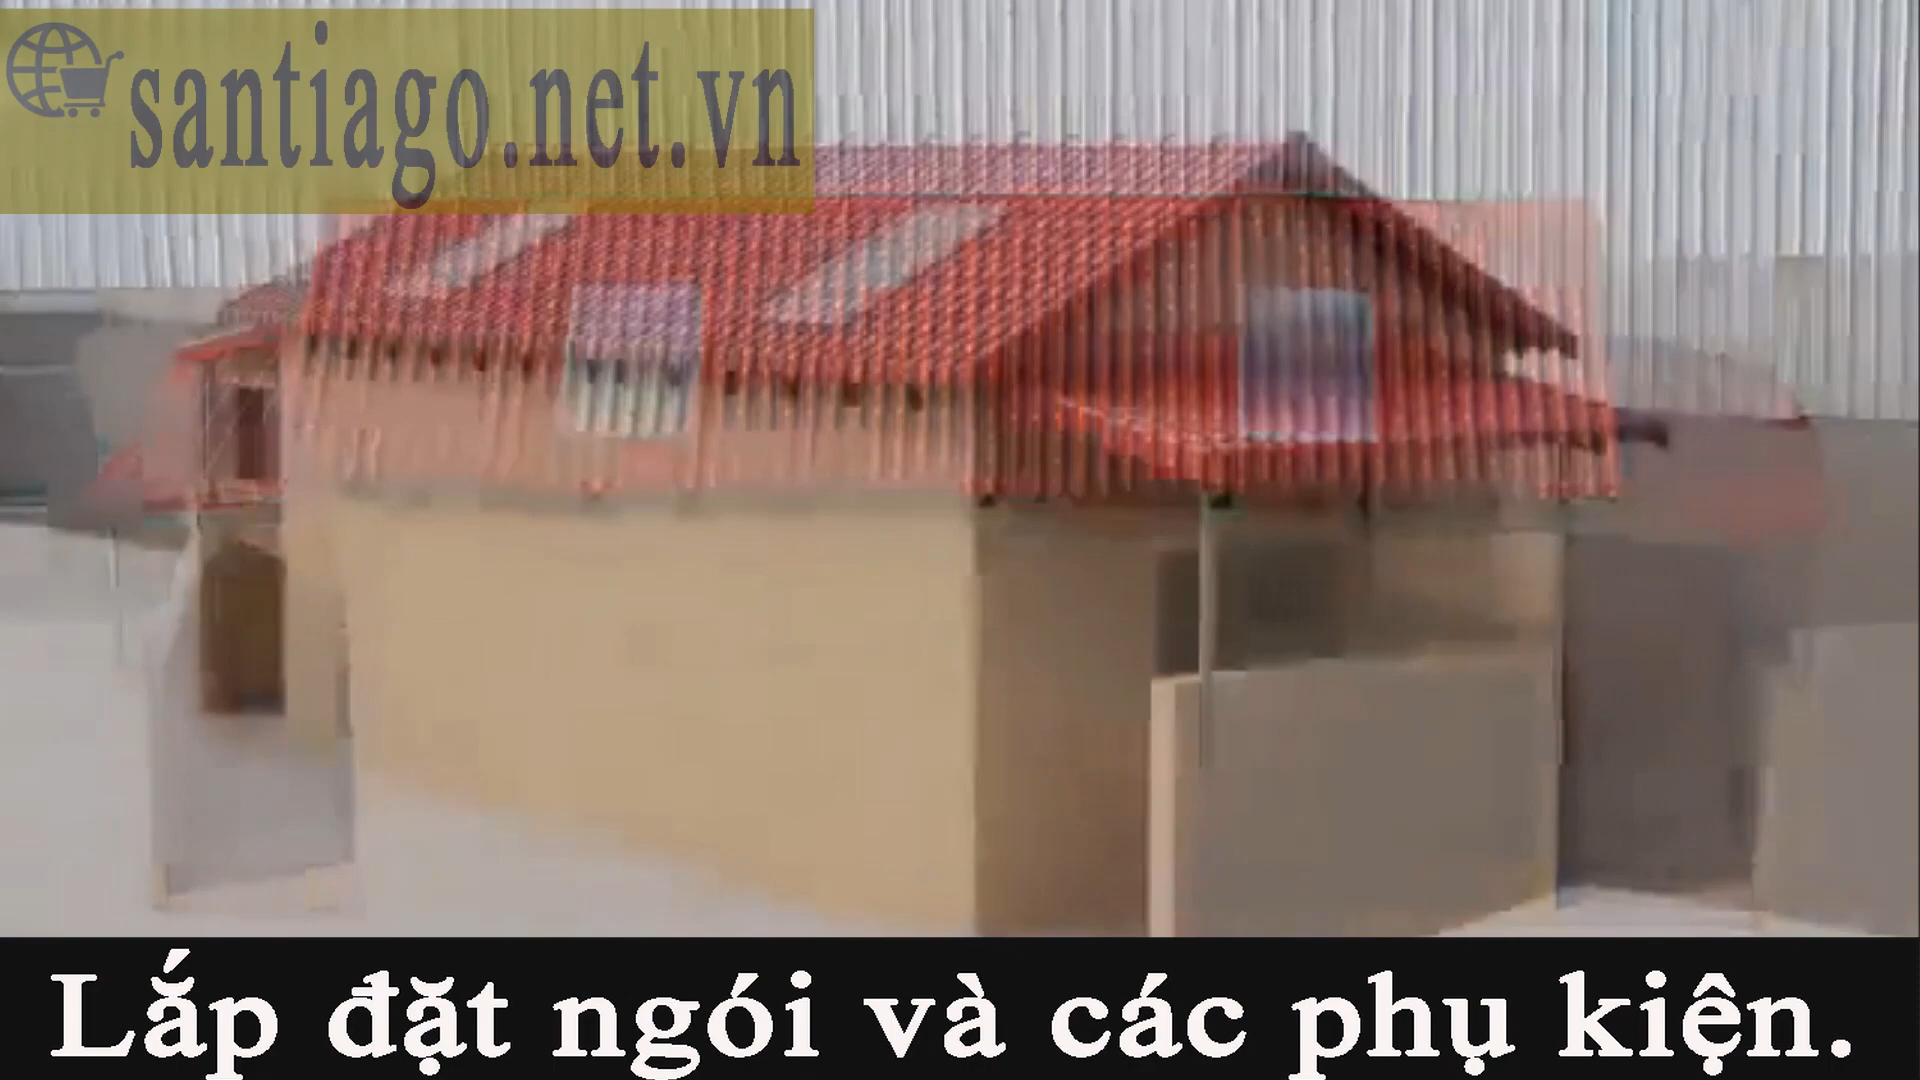 santiago.net.vn
Lắp đặt ngói và các phụ kiện.